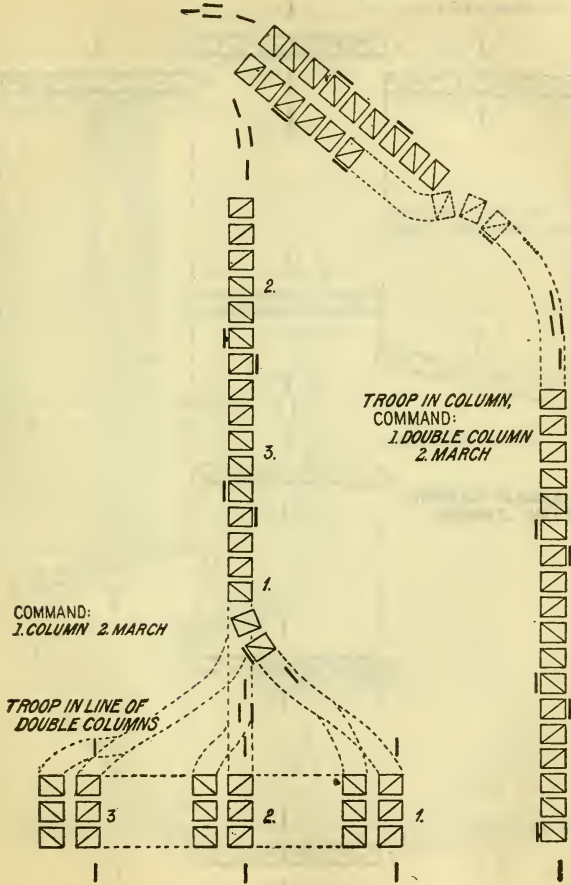 2.
TROOP IN COLUMN,
COMMAND:
1. DOUBLE COLUMN
2. MARCH
3.
1.
COMMAND:
1. COLUMN 2. MARCH
TROOP IN LINE OF
DOUBLE COLUMNS
3
2.
1.